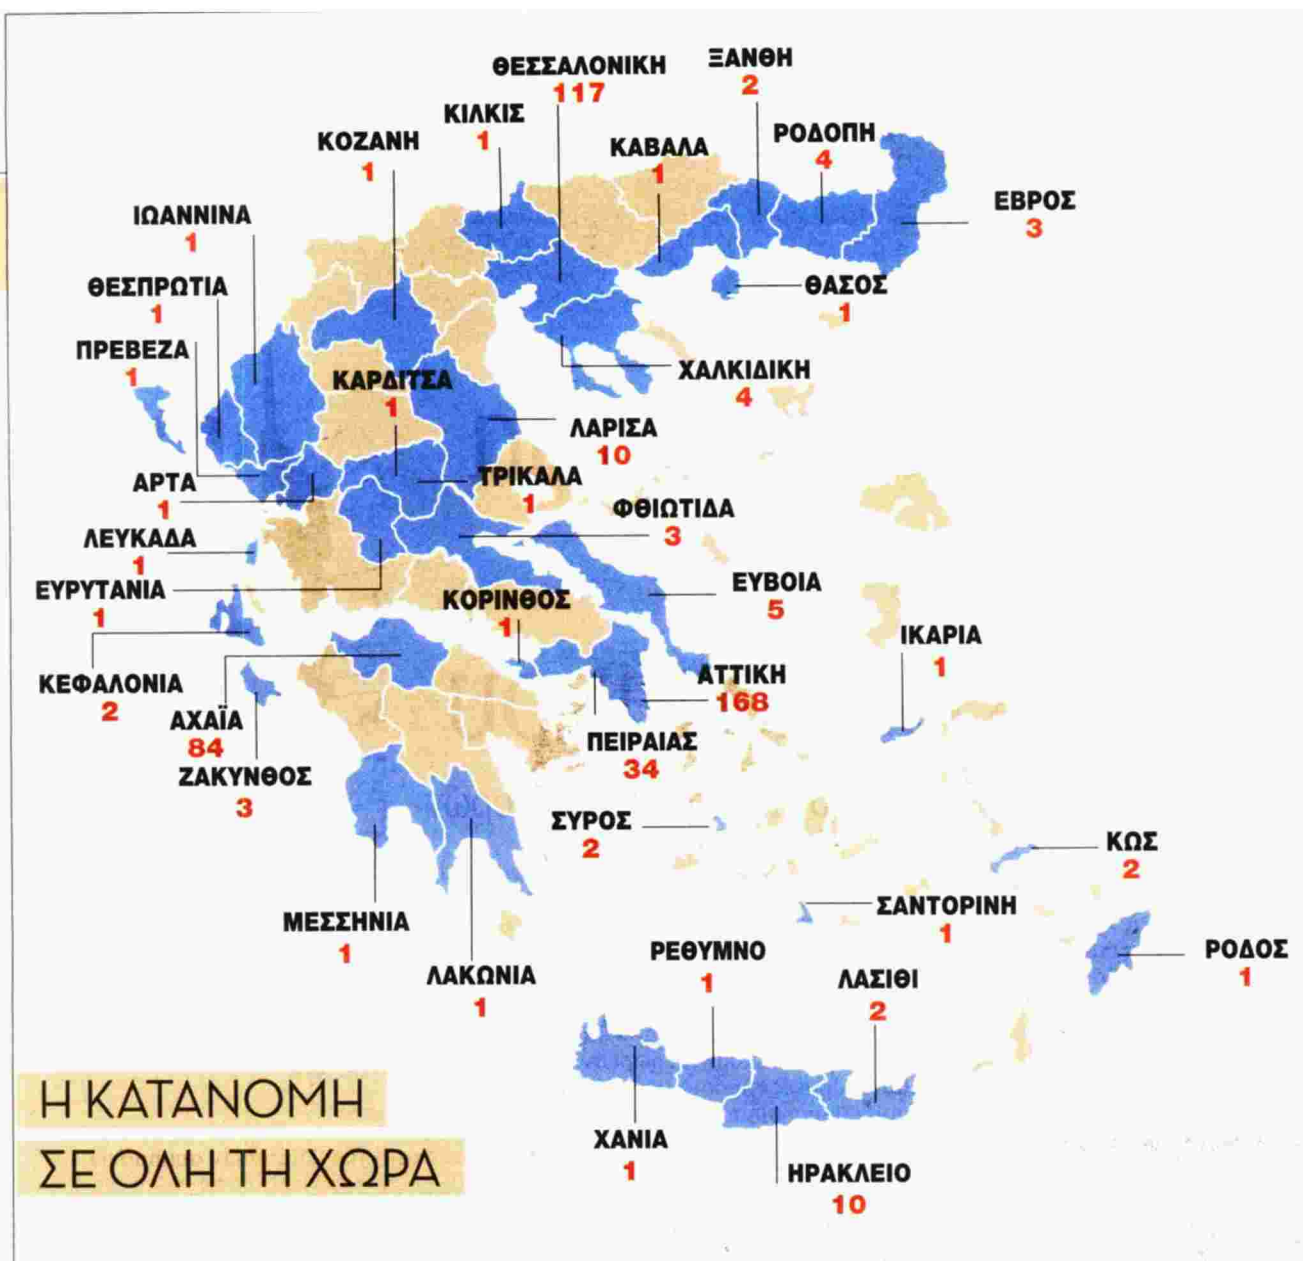 ΘΕΣΣΑΛΟΝΙΚΗ
117
ΞΑΝΘΗ
2
ΚΙΛΚΙΣ
1
ΚΟΖΑΝΗ
1
ΚΑΒΑΛΑ
1
ΡΟΔΟΠΗ
4
ΕΒΡΟΣ
3
ΙΩΑΝΝΙΝΑ
1
ΘΕΣΠΡΩΤΙΑ
1
ΘΑΣΟΣ
1
ΠΡΕΒΕΖΑ
1
ΚΑΡΔΙΤΣΑ
1
ΧΑΛΚΙΔΙΚΗ
4
ΛΑΡΙΣΑ
10
ΑΡΤΑ
1
ΤΡΙΚΑΛΑ
1
ΦΘΙΩΤΙΔΑ
3
ΛΕΥΚΑΔΑ
1
ΕΥΡΥΤΑΝΙΑ
1
ΚΟΡΙΝΘΟΣ
1
ΕΥΒΟΙΑ
5
ΙΚΑΡΙΑ
1
ΚΕΦΑΛΟΝΙΑ
2
ΑΤΤΙΚΗ
168
ΑΧΑΪΑ
84
ΠΕΙΡΑΙΑΣ
34
ΖΑΚΥΝΘΟΣ
3
ΣΥΡΟΣ
2
ΚΩΣ
2
ΜΕΣΣΗΝΙΑ
1
ΣΑΝΤΟΡΙΝΗ
1
ΛΑΚΩΝΙΑ
1
ΡΕΘΥΜΝΟ
1
ΛΑΣΙΘΙ
2
ΡΟΔΟΣ
1
ΧΑΝΙΑ
1
ΗΡΑΚΛΕΙΟ
10
Η ΚΑΤΑΝΟΜΗ
ΣΕ ΟΛΗ ΤΗ ΧΩΡΑ